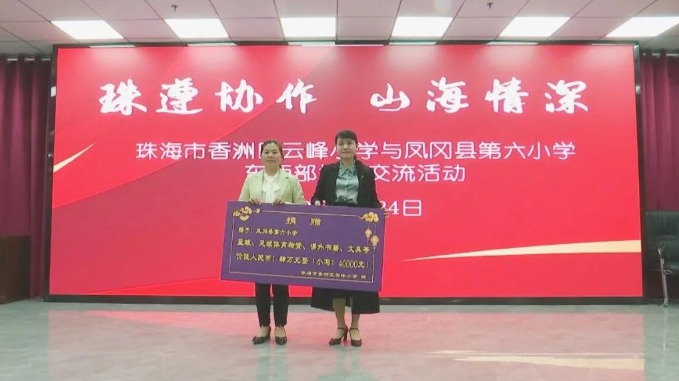 珠遵协作 山海情深
珠海市香洲 云峰小学与凤冈县第六小学
交流活动
24日
捐赠
赠予：凤冈县第六小学
篮球、足球体育物资、课外书籍、文具等
价值人民币：肆万元整（小写：40000元）